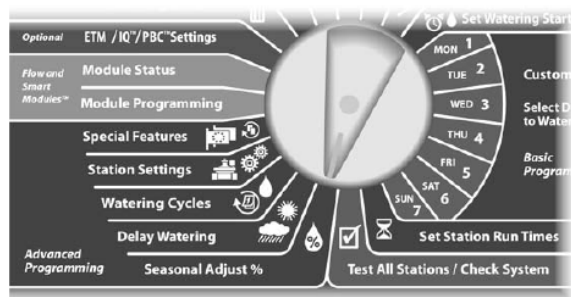 Set Watering Start
Optional ETM / IQ™/PBC™Settings
Flow and
Smart
Modules™
Module Status
Module Programming
Special Features
Station Settings
Watering Cycles
Delay Watering
Seasonal Adjust %
Advanced
Programming
MON 1
TUE 2
WED 3
THU 4
FRI 5
SAT 6
SUN 7
Custom
Select D
to Water
Basic
Program
%
Set Station Run Times
Test All Stations / Check System